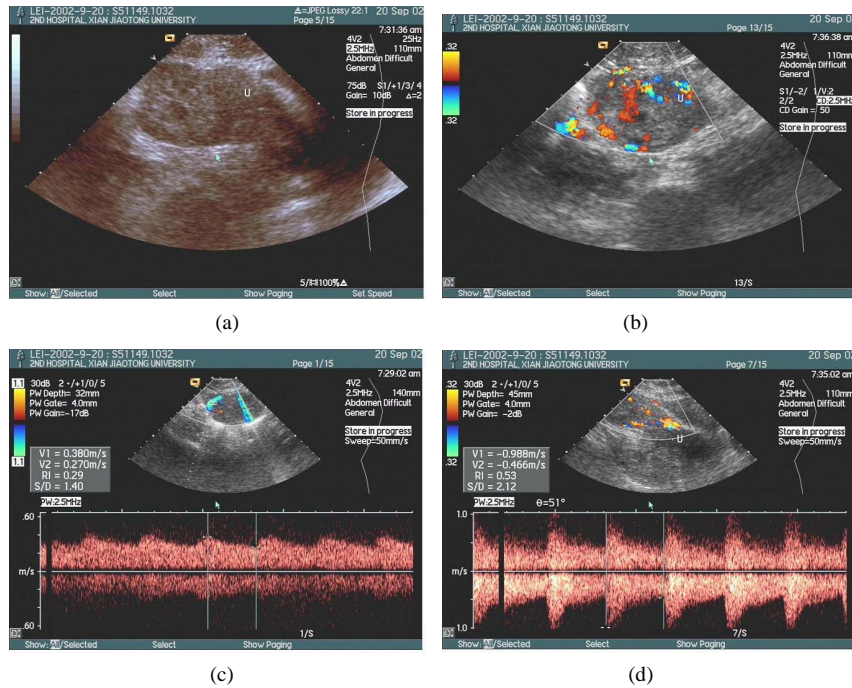 LEI-2002-9-20 : S51149.1032
2ND HOSPITAL, XIAN JIAOTONG UNIVERSITY
Δ=JPEG Lossy 22:1
Page 5/15
20 Sep 02
7:31:36 am
4V2 25Hz
2.5MHz 110mm
Abdomen Difficult
General
75dB S1/+1/3/ 4
Gain= 10dB Δ=2
Store in progress
U
Show: All/Selected Select Show Paging Set Speed
(a)
LEI-2002-9-20 : S51149.1032
2ND HOSPITAL, XIAN JIAOTONG UNIVERSITY
Page 13/15
20 Sep 02
7:36:38 am
4V2
2.5MHz 110mm
Abdomen Difficult
General
S1/-2/ 1/V:2
2/2 CD:2.5MHz
CD Gain = 50
Store in progress
.32
.32
U
13/S
Show: All/Selected Select Show Paging
(b)
LEI-2002-9-20 : S51149.1032
2ND HOSPITAL, XIAN JIAOTONG UNIVERSITY
Page 1/15
20 Sep 02
7:29:02 am
1.1
1.1
30dB 2 ·/+1/0/ 5
PW Depth= 32mm
PW Gate= 4.0mm
PW Gain=-17dB
4V2
2.5MHz 140mm
Abdomen Difficult
General
Store in progress
Sweep=50mm/s
V1 = 0.380m/s
V2 = 0.270m/s
RI = 0.29
S/D = 1.40
PW:2.5MHz
.60
m/s
.60
1/S
Show: All/Selected Select Show Paging
(c)
LEI-2002-9-20 : S51149.1032
2ND HOSPITAL, XIAN JIAOTONG UNIVERSITY
Page 7/15
20 Sep 02
7:35:02 am
.32
.32
30dB 2 ·/+1/0/ 5
PW Depth= 45mm
PW Gate= 4.0mm
PW Gain= -2dB
4V2
2.5MHz 110mm
Abdomen Difficult
General
Store in progress
Sweep=50mm/s
U
V1 = -0.988m/s
V2 = -0.466m/s
RI = 0.53
S/D = 2.12
PW:2.5MHz
θ=51°
1.0
m/s
1.0
7/S
Show: All/Selected Select Show Paging
(d)